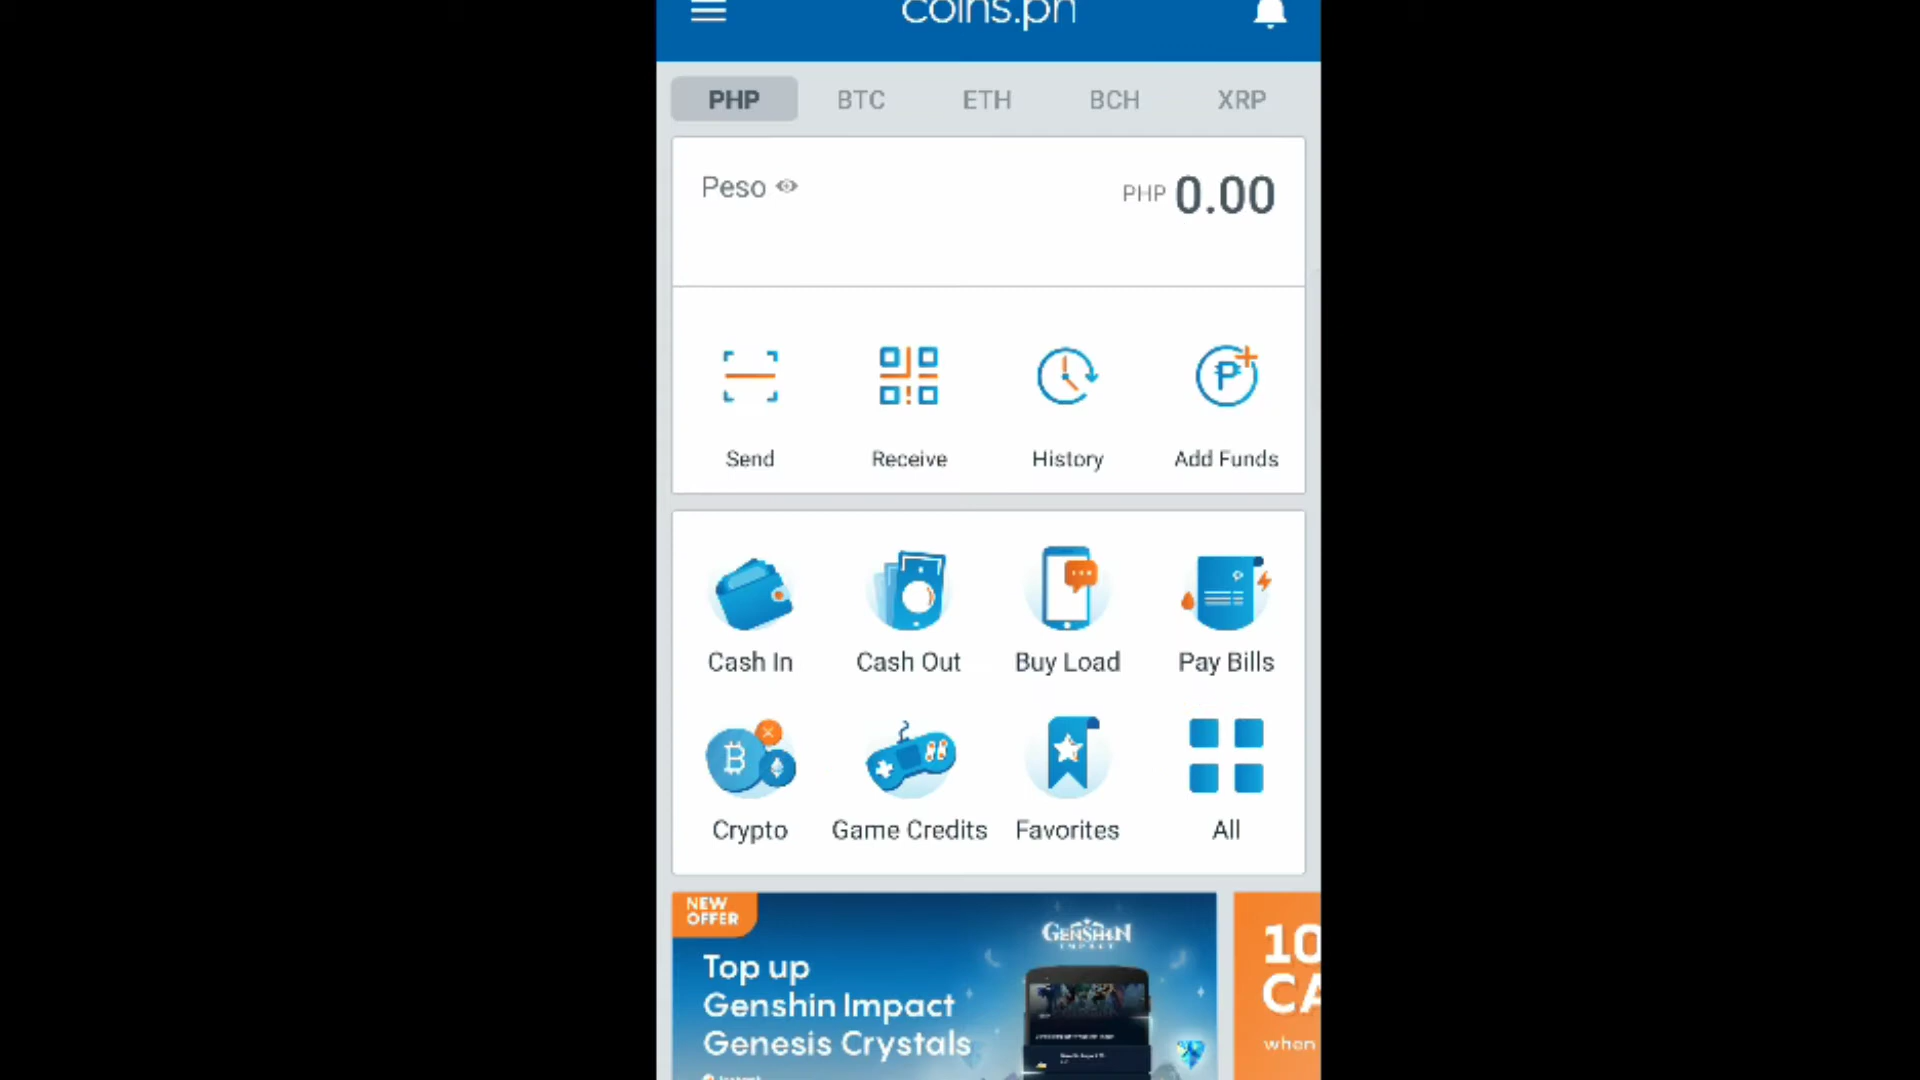 coins.ph
PHP BTC ETH BCH XRP
Peso PHP 0.00
Send Receive History Add Funds
Cash In Cash Out Buy Load Pay Bills
Crypto Game Credits Favorites All
NEW
OFFER
GENSHIN
IMPACT
Top up
Genshin Impact
Genesis Crystals
10
CA
when